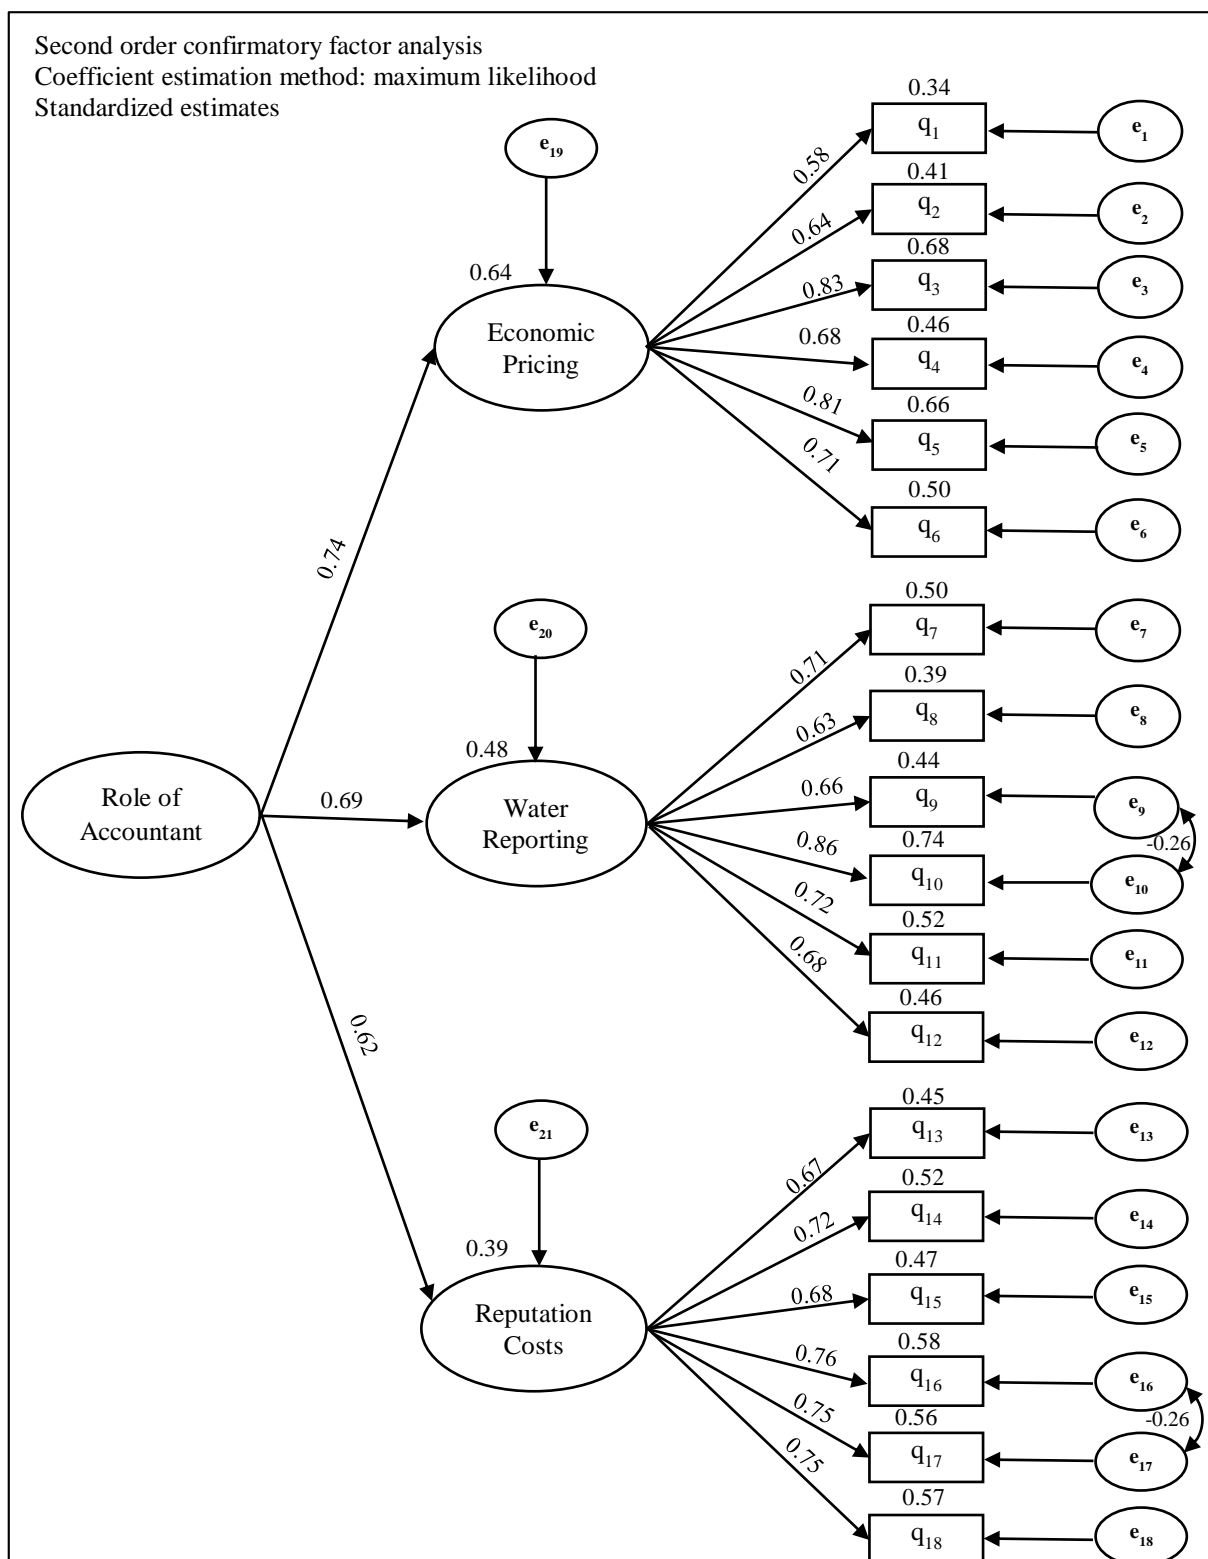 Second order confirmatory factor analysis
Coefficient estimation method: maximum likelihood
Standardized estimates
Role of
Accountant
0.74
0.69
0.62
e19
0.64
Economic
Pricing
0.58
0.64
0.83
0.68
0.81
0.71
0.34
q1
e1
0.41
q2
e2
0.68
q3
e3
0.46
q4
e4
0.66
q5
e5
0.50
q6
e6
e20
0.48
Water
Reporting
0.71
0.63
0.66
0.86
0.72
0.68
0.50
q7
e7
0.39
q8
e8
0.44
q9
e9
-0.26
0.74
q10
e10
0.52
q11
e11
0.46
q12
e12
e21
0.39
Reputation
Costs
0.67
0.72
0.68
0.76
0.75
0.75
0.45
q13
e13
0.52
q14
e14
0.47
q15
e15
0.58
q16
e16
-0.26
0.56
q17
e17
0.57
q18
e18